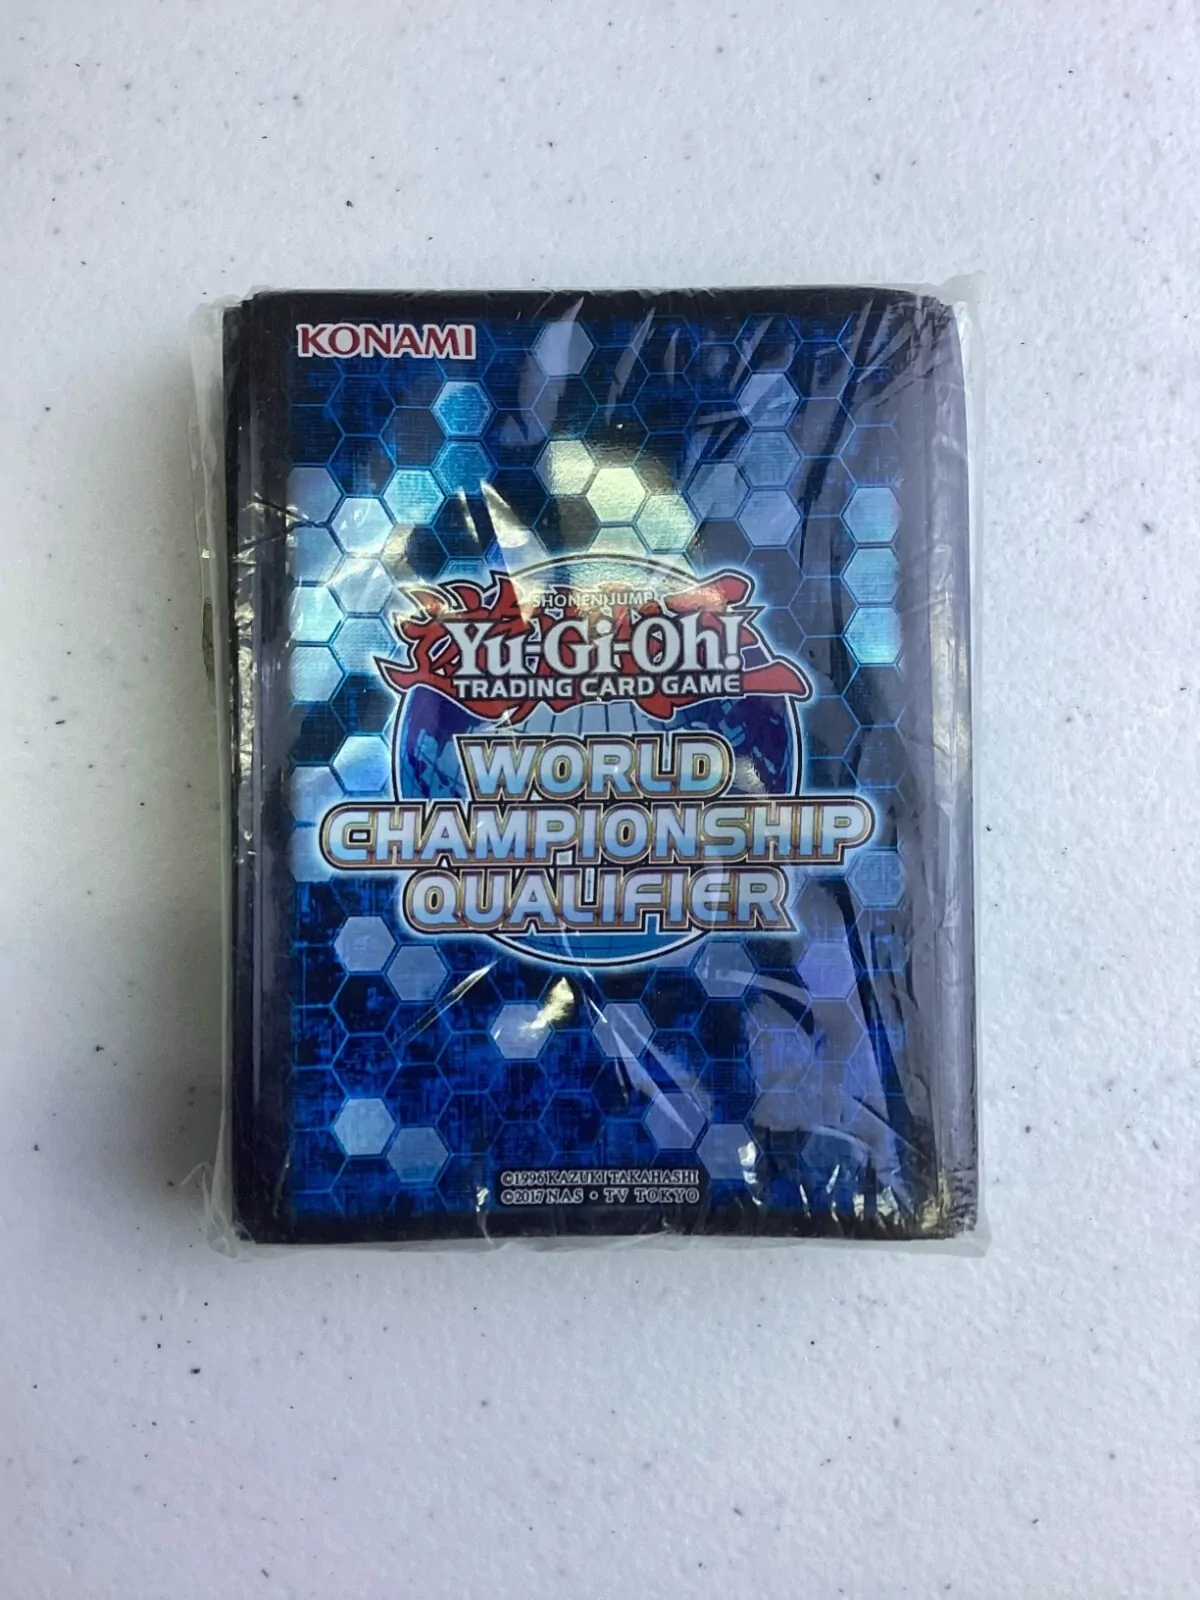 KONAMI
SHONEN JUMP
Yu-Gi-Oh!
TRADING CARD GAME
WORLD
CHAMPIONSHIP
QUALIFIER
©1996 KAZUKI TAKAHASHI
©2017 NAS • TV TOKYO